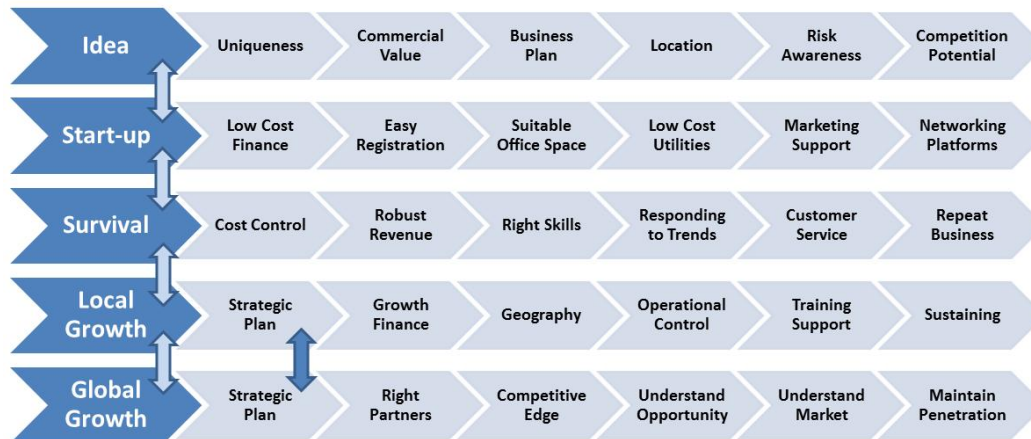 Idea
Uniqueness
Commercial
Value
Business
Plan
Location
Risk
Awareness
Competition
Potential
Start-up
Low Cost
Finance
Easy
Registration
Suitable
Office Space
Low Cost
Utilities
Marketing
Support
Networking
Platforms
Survival
Cost Control
Robust
Revenue
Right Skills
Responding
to Trends
Customer
Service
Repeat
Business
Local
Growth
Strategic
Plan
Growth
Finance
Geography
Operational
Control
Training
Support
Sustaining
Global
Growth
Strategic
Plan
Right
Partners
Competitive
Edge
Understand
Opportunity
Understand
Market
Maintain
Penetration